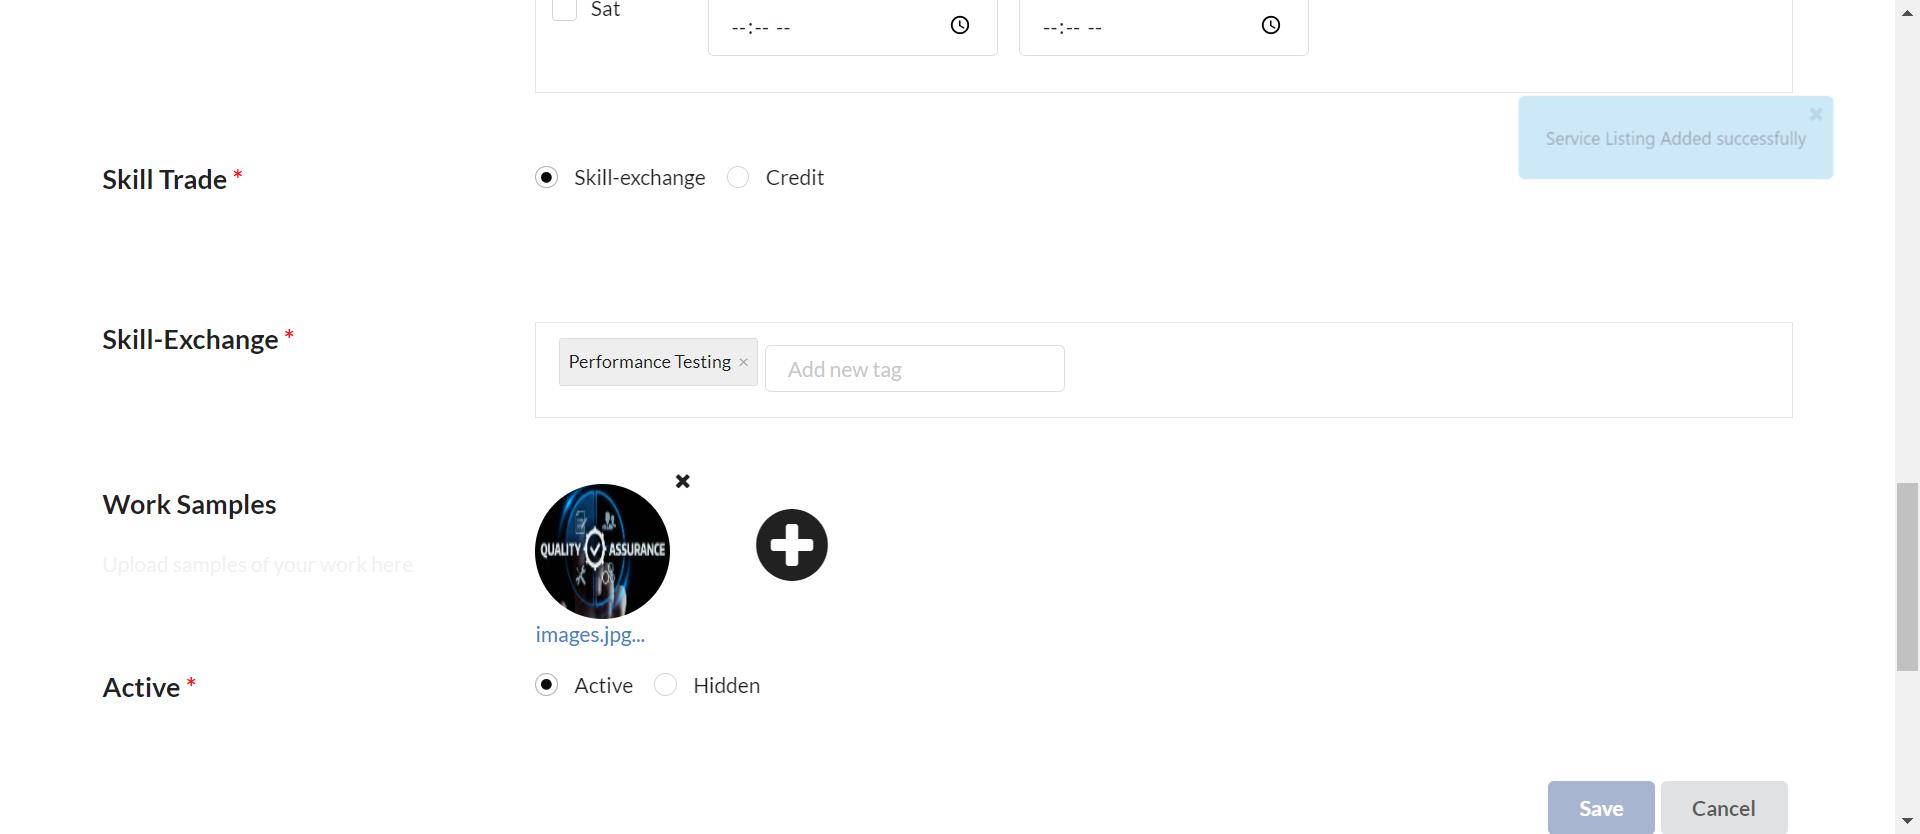 Sat
--:-- --
--:-- --
Service Listing Added successfully
Skill Trade *
Skill-exchange
Credit
Skill-Exchange *
Performance Testing ×
Add new tag
Work Samples
QUALITY ASSURANCE
Upload samples of your work here
images.jpg...
Active *
Active
Hidden
Save
Cancel